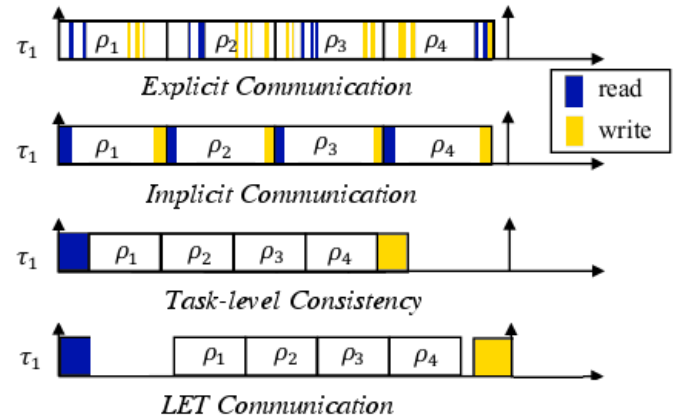 τ₁ ρ₁ ρ₂ ρ₃ ρ₄
Explicit Communication
read
write
τ₁ ρ₁ ρ₂ ρ₃ ρ₄
Implicit Communication
τ₁ ρ₁ ρ₂ ρ₃ ρ₄
Task-level Consistency
τ₁ ρ₁ ρ₂ ρ₃ ρ₄
LET Communication